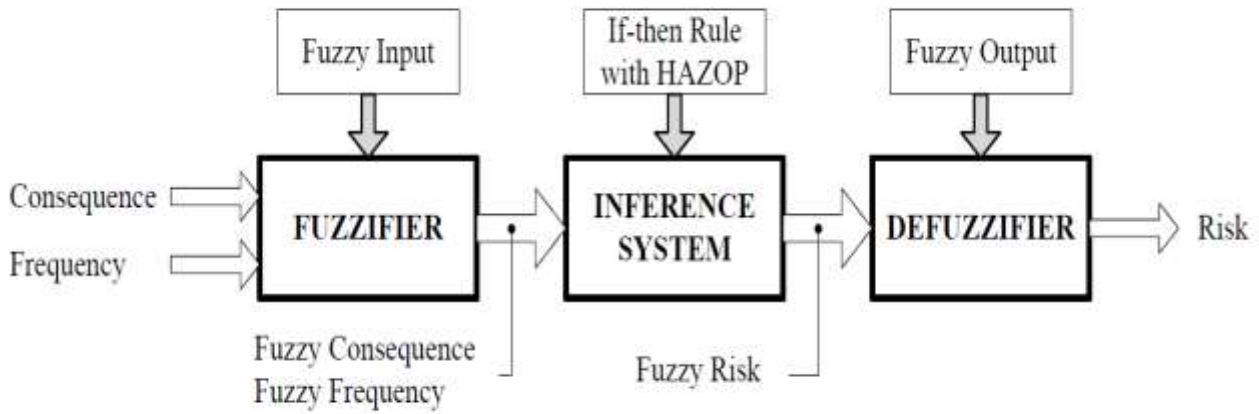 Fuzzy Input
If-then Rule
with HAZOP
Fuzzy Output
Consequence
Frequency
FUZZIFIER
INFERENCE
SYSTEM
DEFUZZIFIER
Risk
Fuzzy Consequence
Fuzzy Frequency
Fuzzy Risk